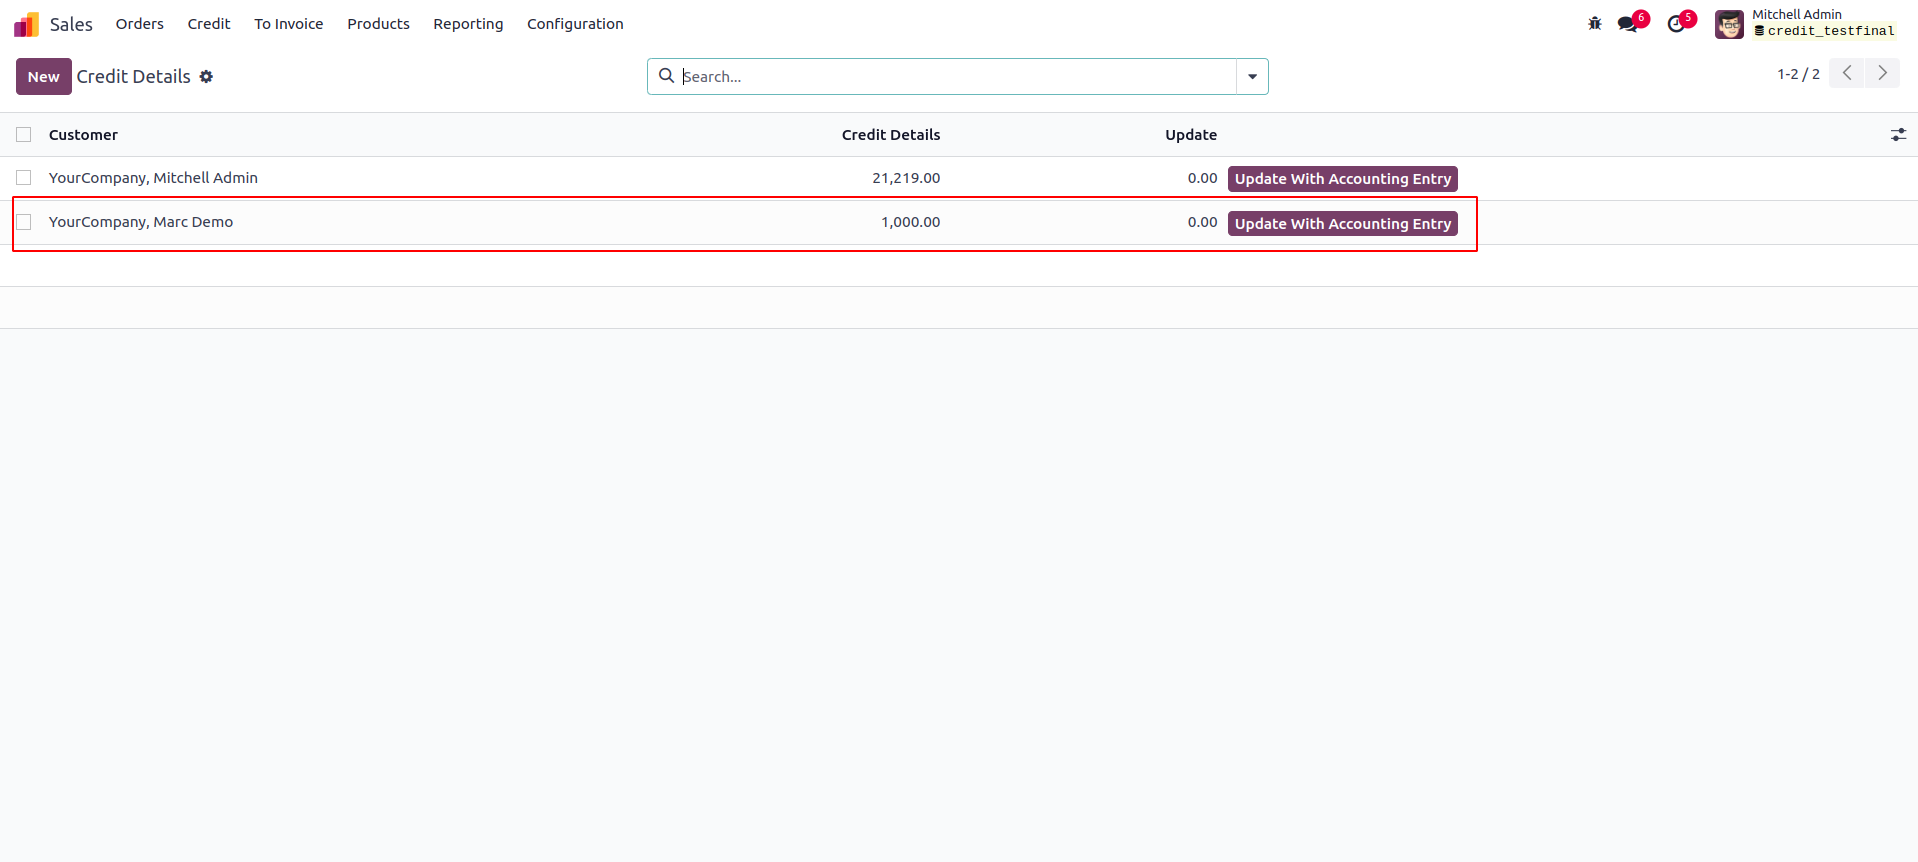 Sales Orders Credit To Invoice Products Reporting Configuration 6 5 Mitchell Admin
credit_testfinal
New Credit Details Search... 1-2 / 2
Customer Credit Details Update
YourCompany, Mitchell Admin 21,219.00 0.00 Update With Accounting Entry
YourCompany, Marc Demo 1,000.00 0.00 Update With Accounting Entry